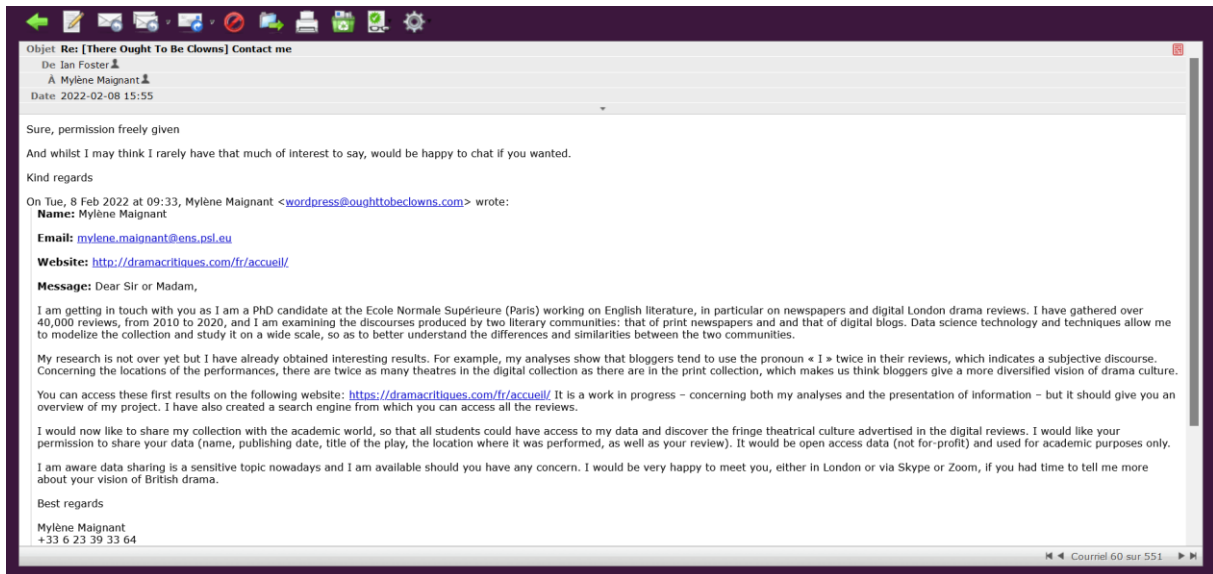 Objet Re: [There Ought To Be Clowns] Contact me
De Ian Foster
À Mylène Maignant
Date 2022-02-08 15:55
Sure, permission freely given
And whilst I may think I rarely have that much of interest to say, would be happy to chat if you wanted.
Kind regards
On Tue, 8 Feb 2022 at 09:33, Mylène Maignant <wordpress@oughttobeclowns.com> wrote:
Name: Mylène Maignant
Email: mylene.maignant@ens.psl.eu
Website: http://dramacritiques.com/fr/accueil/
Message: Dear Sir or Madam,
I am getting in touch with you as I am a PhD candidate at the Ecole Normale Supérieure (Paris) working on English literature, in particular on newspapers and digital London drama reviews. I have gathered over
40,000 reviews, from 2010 to 2020, and I am examining the discourses produced by two literary communities: that of print newspapers and and that of digital blogs. Data science technology and techniques allow me
to modelize the collection and study it on a wide scale, so as to better understand the differences and similarities between the two communities.
My research is not over yet but I have already obtained interesting results. For example, my analyses show that bloggers tend to use the pronoun « I » twice in their reviews, which indicates a subjective discourse.
Concerning the locations of the performances, there are twice as many theatres in the digital collection as there are in the print collection, which makes us think bloggers give a more diversified vision of drama culture.
You can access these first results on the following website: https://dramacritiques.com/fr/accueil/ It is a work in progress – concerning both my analyses and the presentation of information – but it should give you an
overview of my project. I have also created a search engine from which you can access all the reviews.
I would now like to share my collection with the academic world, so that all students could have access to my data and discover the fringe theatrical culture advertised in the digital reviews. I would like your
permission to share your data (name, publishing date, title of the play, the location where it was performed, as well as your review). It would be open access data (not for-profit) and used for academic purposes only.
I am aware data sharing is a sensitive topic nowadays and I am available should you have any concern. I would be very happy to meet you, either in London or via Skype or Zoom, if you had time to tell me more
about your vision of British drama.
Best regards
Mylène Maignant
+33 6 23 39 33 64
Courriel 60 sur 551